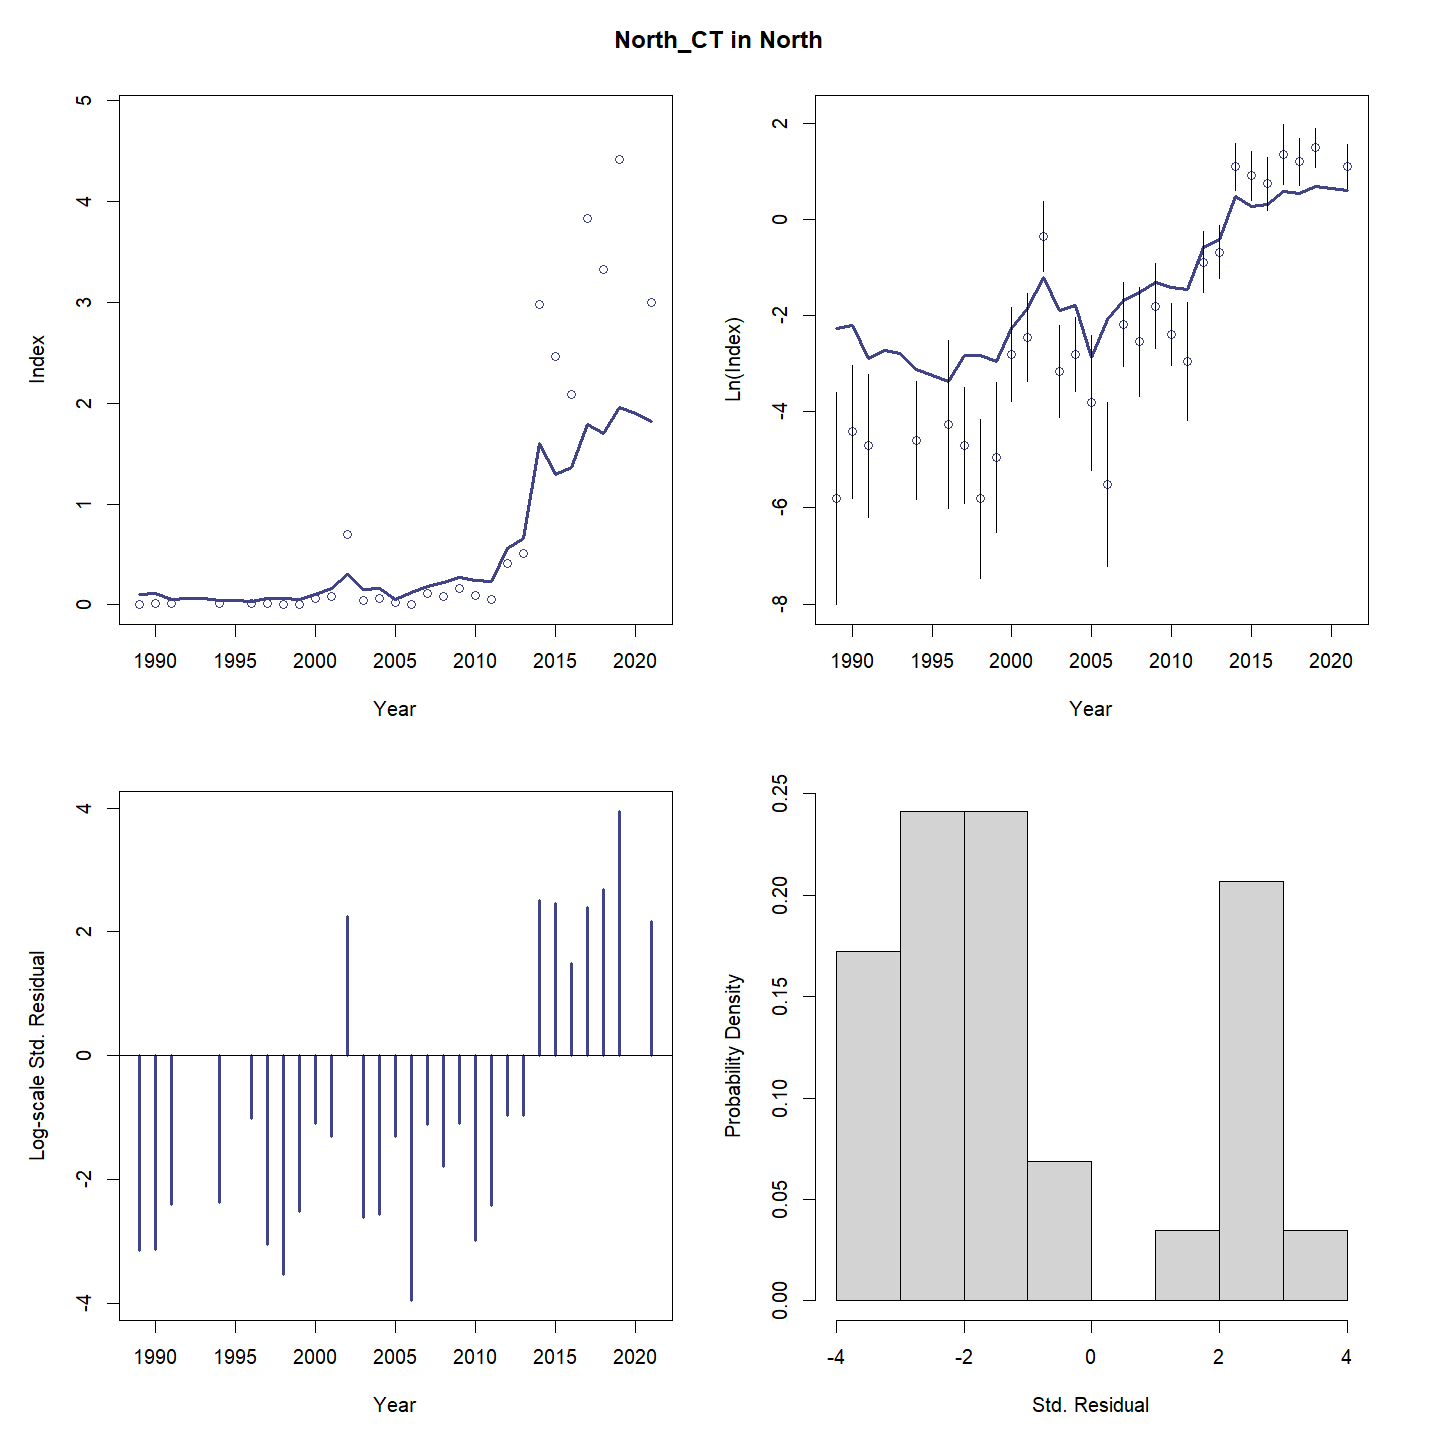 North_CT in North
Index
0 1 2 3 4 5
1990 1995 2000 2005 2010 2015 2020
Year
Ln(Index)
-8 -6 -4 -2 0 2
1990 1995 2000 2005 2010 2015 2020
Year
Log-scale Std. Residual
-4 -2 0 2 4
1990 1995 2000 2005 2010 2015 2020
Year
Probability Density
0.00 0.05 0.10 0.15 0.20 0.25
-4 -2 0 2 4
Std. Residual